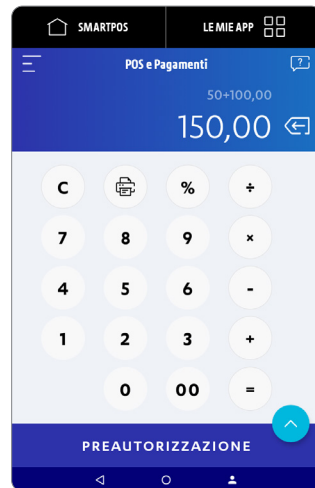 SMARTPOS LE MIE APP
POS e Pagamenti ?
50+100,00
150,00
C % ÷
7 8 9 ×
4 5 6 -
1 2 3 +
0 00 =
PREAUTORIZZAZIONE